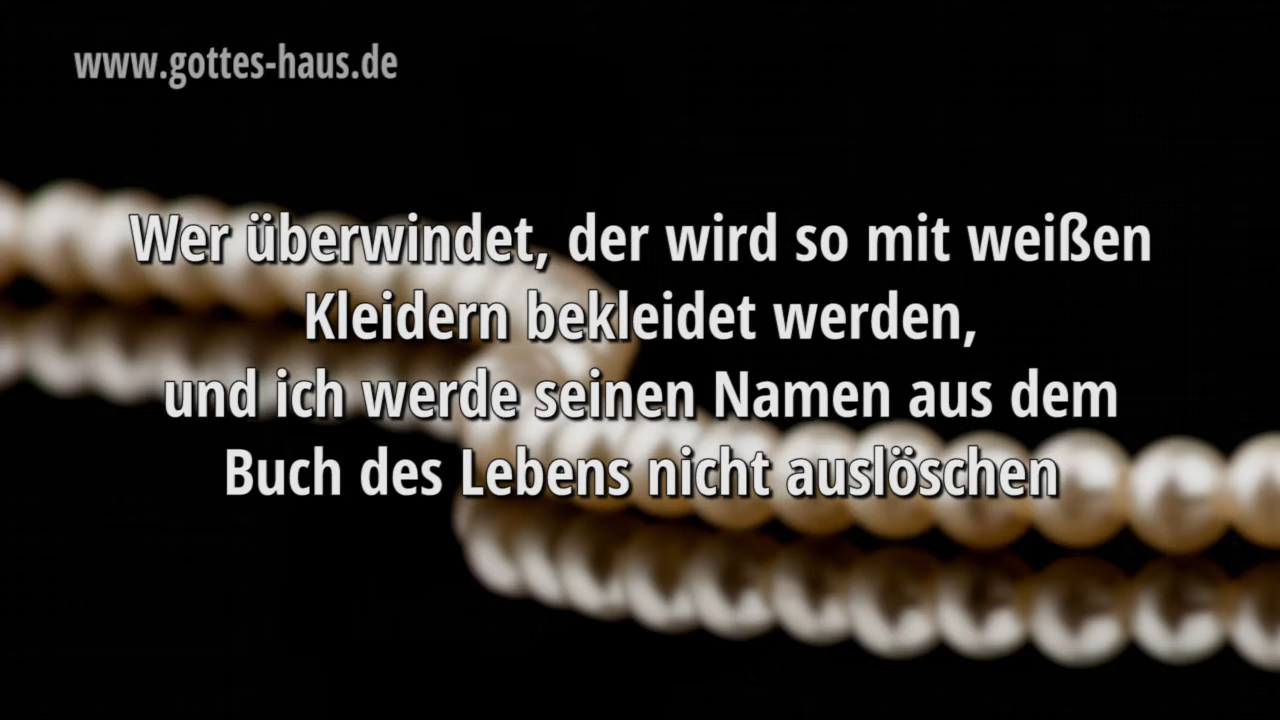 www.gottes-haus.de
Wer überwindet, der wird so mit weißen
Kleidern bekleidet werden,
und ich werde seinen Namen aus dem
Buch des Lebens nicht auslöschen